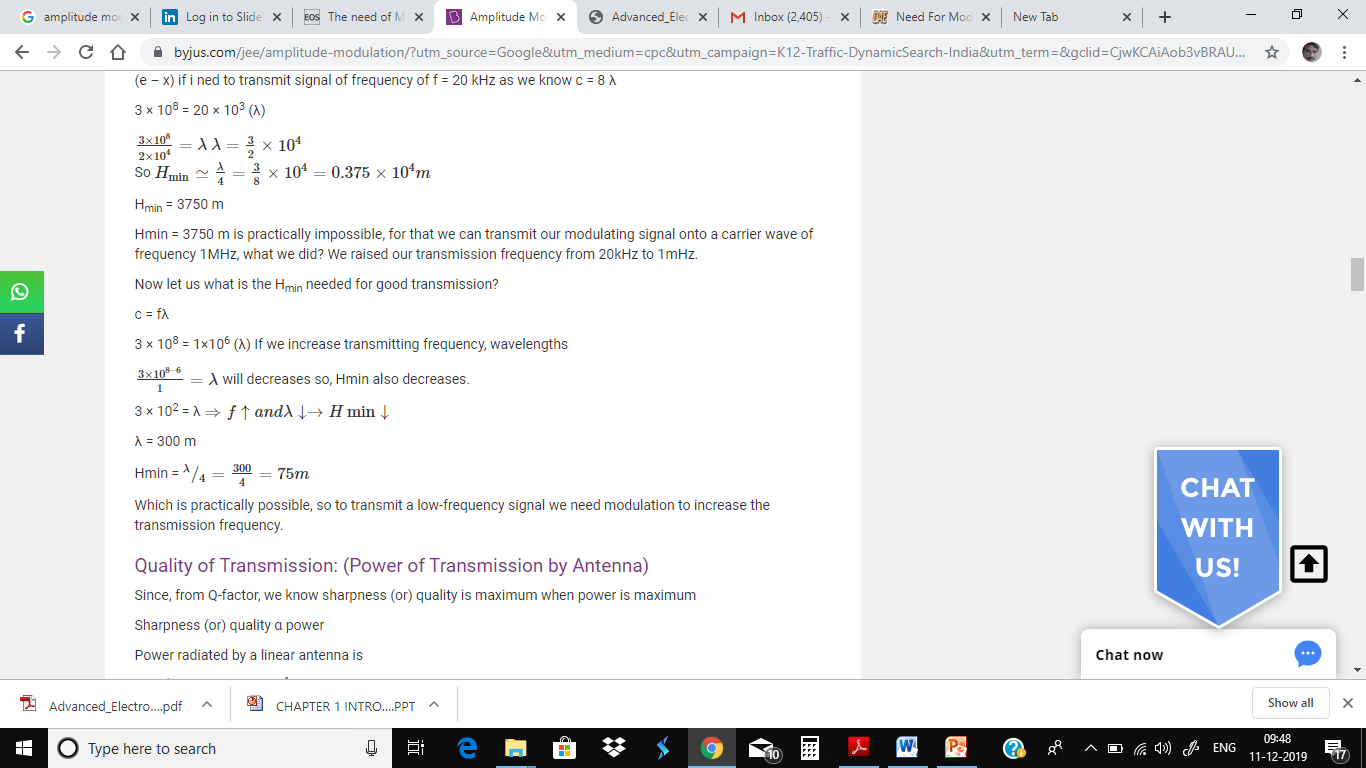 amplitude mod
Log in to Slide
EOS The need of M
Amplitude Mo
Advanced_Elec
Inbox (2,405) -
Need For Mod
New Tab
byjus.com/jee/amplitude-modulation/?utm_source=Google&utm_medium=cpc&utm_campaign=K12-Traffic-DynamicSearch-India&utm_term=&gclid=CjwKCAiAob3vBRAU...
(e – x) if i ned to transmit signal of frequency of f = 20 kHz as we know c = 8 λ
3 × 10⁸ = 20 × 10³ (λ)
3×10⁸/2×10⁴ = λ λ = 3/2 × 10⁴
So Hmin ≃ λ/4 = 3/8 × 10⁴ = 0.375 × 10⁴m
Hmin = 3750 m
Hmin = 3750 m is practically impossible, for that we can transmit our modulating signal onto a carrier wave of
frequency 1MHz, what we did? We raised our transmission frequency from 20kHz to 1mHz.
Now let us what is the Hmin needed for good transmission?
c = fλ
3 × 10⁸ = 1×10⁶ (λ) If we increase transmitting frequency, wavelengths
3×10⁸⁻⁶/1 = λ will decreases so, Hmin also decreases.
3 × 10² = λ ⇒ f ↑ andλ ↓→ H min ↓
λ = 300 m
Hmin = λ/4 = 300/4 = 75m
Which is practically possible, so to transmit a low-frequency signal we need modulation to increase the
transmission frequency.
Quality of Transmission: (Power of Transmission by Antenna)
Since, from Q-factor, we know sharpness (or) quality is maximum when power is maximum
Sharpness (or) quality α power
Power radiated by a linear antenna is
CHAT
WITH
US!
Chat now
Advanced_Electro....pdf
CHAPTER 1 INTRO....PPT
Show all
Type here to search
10
ENG
09:48
11-12-2019
17